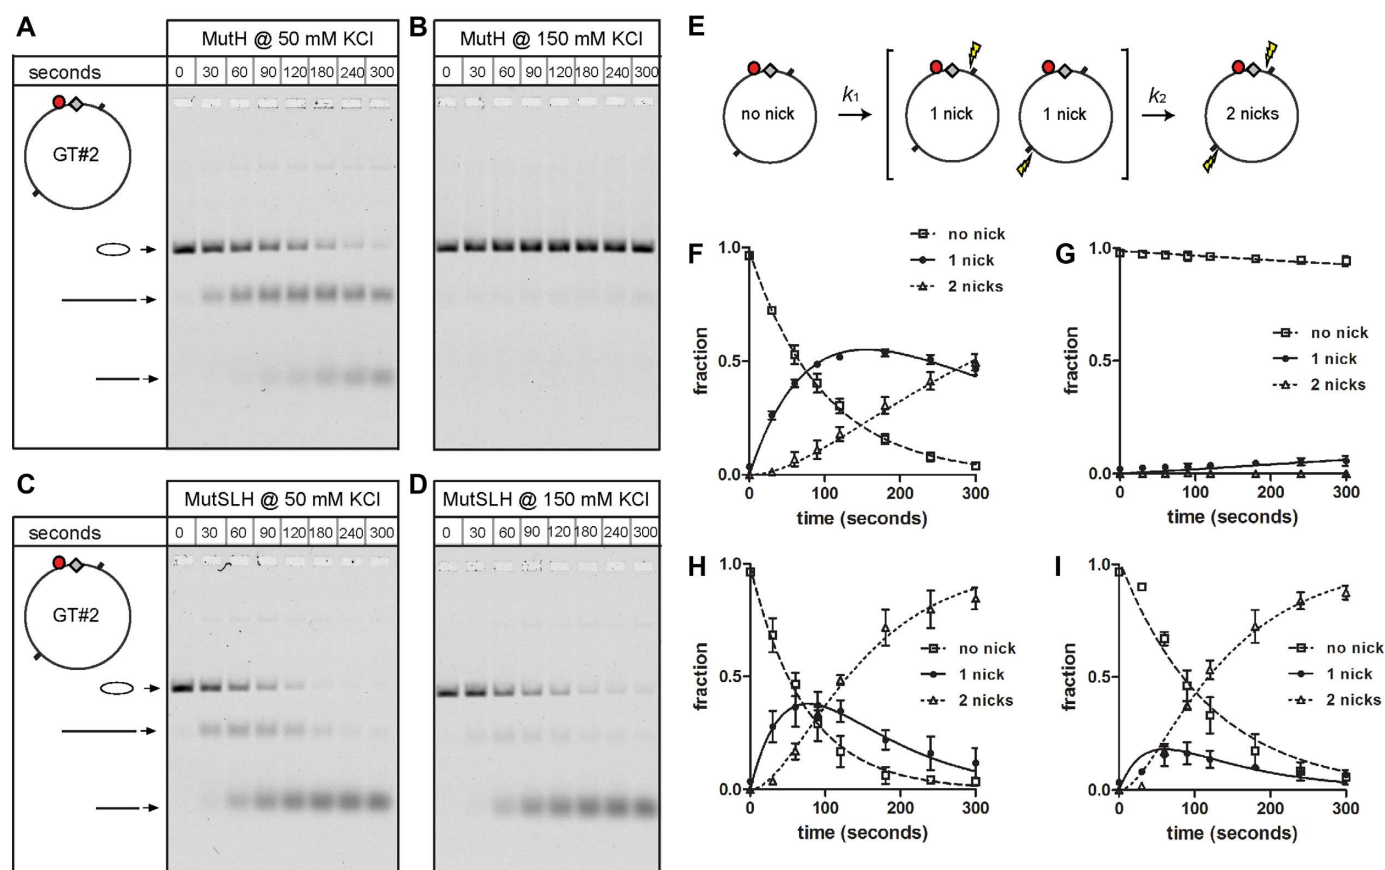 A
MutH @ 50 mM KCl
seconds
0 30 60 90 120 180 240 300
GT#2
B
MutH @ 150 mM KCl
0 30 60 90 120 180 240 300
C
MutSLH @ 50 mM KCl
seconds
0 30 60 90 120 180 240 300
GT#2
D
MutSLH @ 150 mM KCl
0 30 60 90 120 180 240 300
E
no nick
k1
1 nick
1 nick
k2
2 nicks
F
no nick
1 nick
2 nicks
1.0
0.5
0.0
fraction
0 100 200 300
time (seconds)
G
no nick
1 nick
2 nicks
1.0
0.5
0.0
fraction
0 100 200 300
time (seconds)
H
no nick
1 nick
2 nicks
1.0
0.5
0.0
fraction
0 100 200 300
time (seconds)
I
no nick
1 nick
2 nicks
1.0
0.5
0.0
fraction
0 100 200 300
time (seconds)